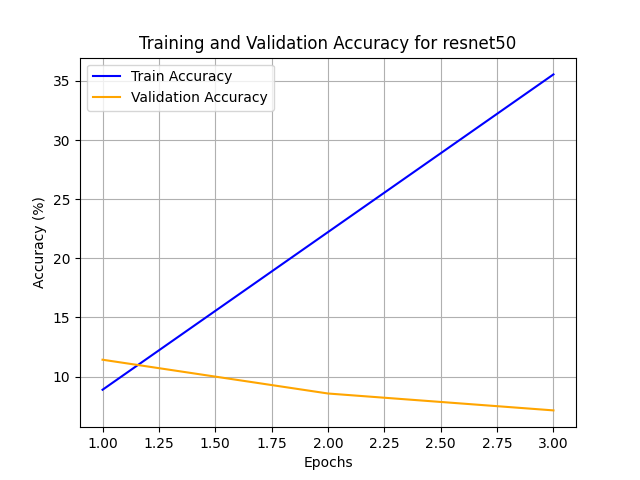 Training and Validation Accuracy for resnet50
Train Accuracy
Validation Accuracy
35
30
25
20
15
10
Accuracy (%)
1.00 1.25 1.50 1.75 2.00 2.25 2.50 2.75 3.00
Epochs